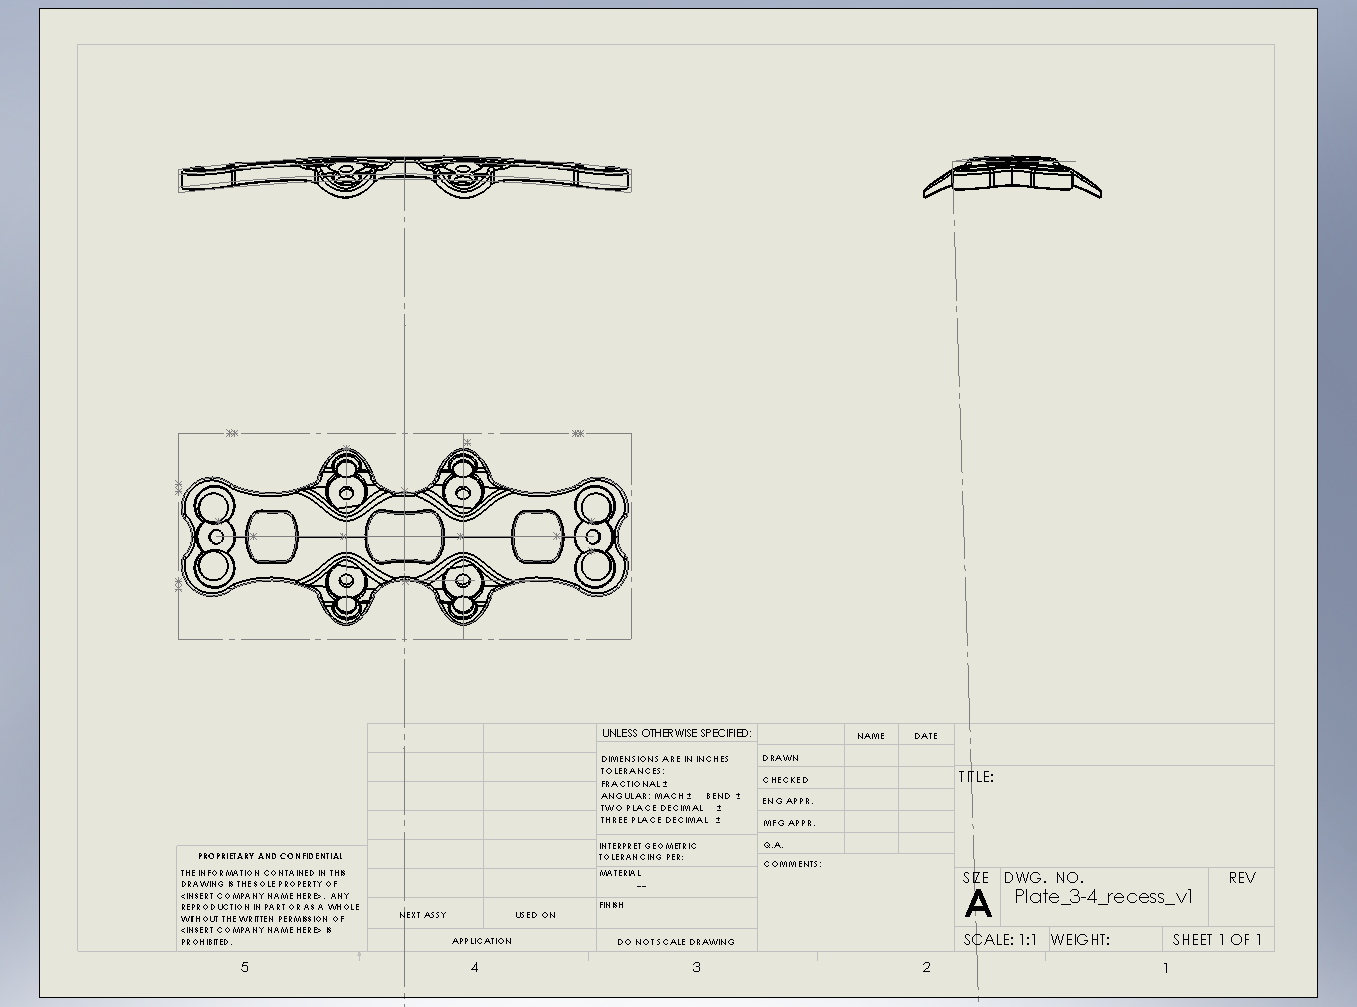 UNLESS OTHERWISE SPECIFIED:
DIMENSIONS ARE IN INCHES
TOLERANCES:
FRACTIONAL±
ANGULAR: MACH± BEND ±
TWO PLACE DECIMAL ±
THREE PLACE DECIMAL ±
INTERPRET GEOMETRIC
TOLERANCING PER:
MATERIAL
--
FINISH
DO NOT SCALE DRAWING
NAME DATE
DRAWN
CHECKED
ENG APPR.
MFG APPR.
Q.A.
COMMENTS:
TITLE:
SIZE DWG. NO. REV
A Plate_3-4_recess_v1
SCALE: 1:1 WEIGHT: SHEET 1 OF 1
PROPRIETARY AND CONFIDENTIAL
THE INFORMATION CONTAINED IN THIS
DRAWING IS THE SOLE PROPERTY OF
<INSERT COMPANY NAME HERE>. ANY
REPRODUCTION IN PART OR AS A WHOLE
WITHOUT THE WRITTEN PERMISSION OF
<INSERT COMPANY NAME HERE> IS
PROHIBITED.
NEXT ASSY USED ON
APPLICATION
5 4 3 2 1